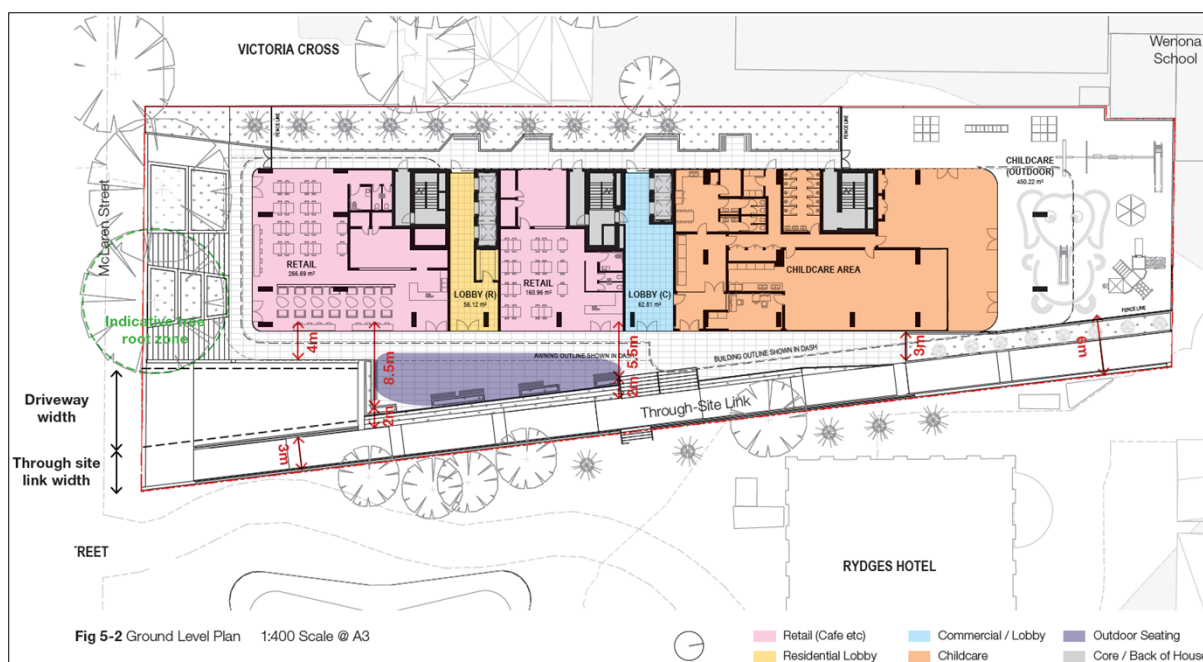 VICTORIA CROSS
Wenona
School
FENCE LINE
FENCE LINE
CHILDCARE
(OUTDOOR)
450.22 m²
McLaren Street
RETAIL
266.69 m²
LOBBY (R)
56.12 m²
RETAIL
160.96 m²
LOBBY (C)
62.81 m²
CHILDCARE AREA
Indicative tree
root zone
4m
8.5m
AWNING OUTLINE SHOWN IN DASH
5.5m
BUILDING OUTLINE SHOWN IN DASH
3m
FENCE LINE
6m
2m
2m
Through-Site Link
3m
Driveway
width
Through site
link width
TREET
RYDGES HOTEL
Fig 5-2 Ground Level Plan 1:400 Scale @ A3
Retail (Cafe etc)
Commercial / Lobby
Outdoor Seating
Residential Lobby
Childcare
Core / Back of House